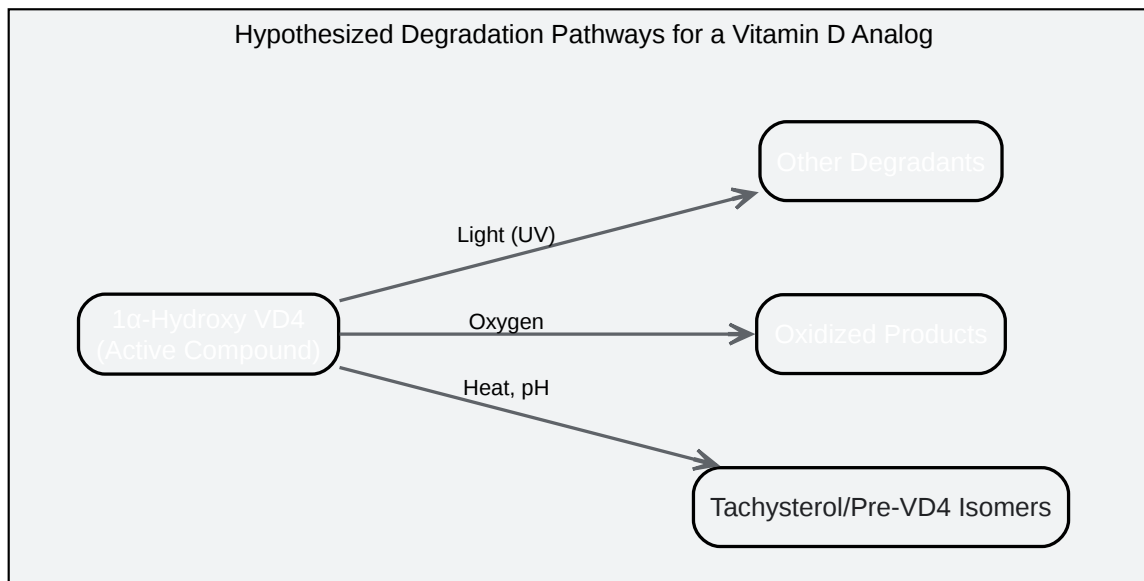 Hypothesized Degradation Pathways for a Vitamin D Analog
Other Degradants
Light (UV)
1α-Hydroxy VD4
(Active Compound)
Oxygen
Oxidized Products
Heat, pH
Tachysterol/Pre-VD4 Isomers